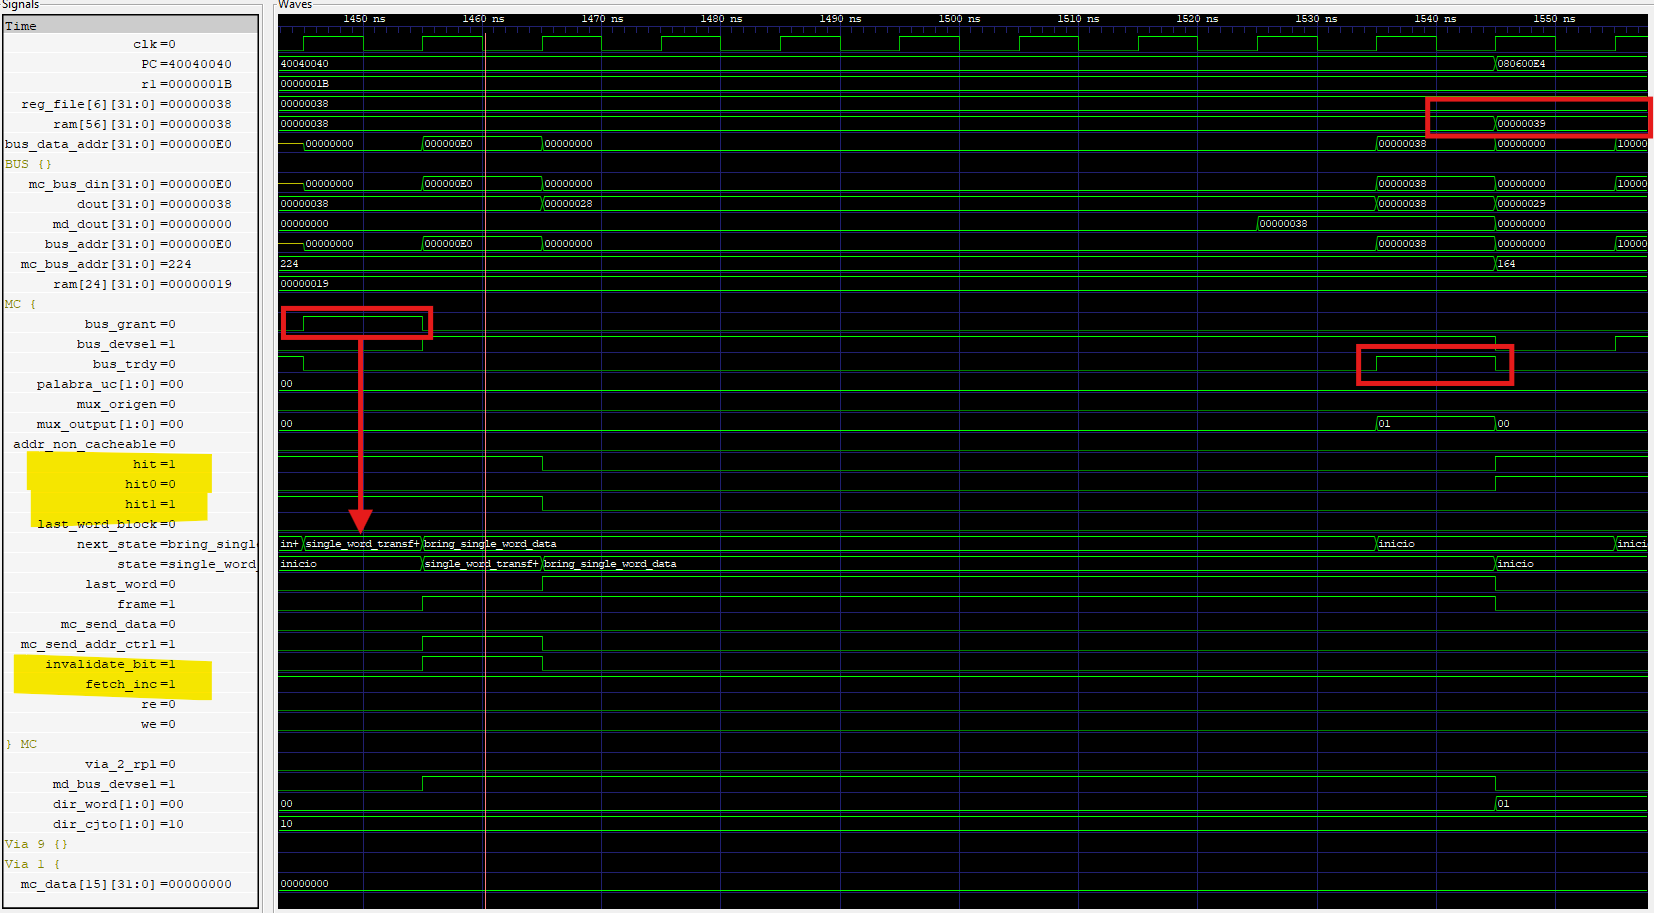 Signals
Waves
Time
1450 ns 1460 ns 1470 ns 1480 ns 1490 ns 1500 ns 1510 ns 1520 ns 1530 ns 1540 ns 1550 ns
clk=0
PC=40040040 40040040 080600E4
r1=0000001B 0000001B
reg_file[6][31:0]=00000038 00000038
ram[56][31:0]=00000038 00000038 00000039
bus_data_addr[31:0]=000000E0 00000000 000000E0 00000000 00000038 00000000 10000
BUS {}
mc_bus_din[31:0]=000000E0 00000000 000000E0 00000000 00000038 00000000 10000
dout[31:0]=00000038 00000038 00000028 00000038 00000029
md_dout[31:0]=00000000 00000000 00000038 00000000
bus_addr[31:0]=000000E0 00000000 000000E0 00000000 00000038 00000000 10000
mc_bus_addr[31:0]=224 224 164
ram[24][31:0]=00000019 00000019
MC {
bus_grant=0
bus_devsel=1
bus_trdy=0
palabra_uc[1:0]=00 00
mux_origen=0
mux_output[1:0]=00 00 01 00
addr_non_cacheable=0
hit=1
hit0=0
hit1=1
last_word_block=0
next_state=bring_singl in+ single_word_transf+ bring_single_word_data inicio inici
state=single_word_ inicio single_word_transf+ bring_single_word_data inicio
last_word=0
frame=1
mc_send_data=0
mc_send_addr_ctrl=1
invalidate_bit=1
fetch_inc=1
re=0
we=0
} MC
via_2_rpl=0
md_bus_devsel=1
dir_word[1:0]=00 00 01
dir_cjto[1:0]=10 10
Via 9 {}
Via 1 {
mc_data[15][31:0]=00000000 00000000